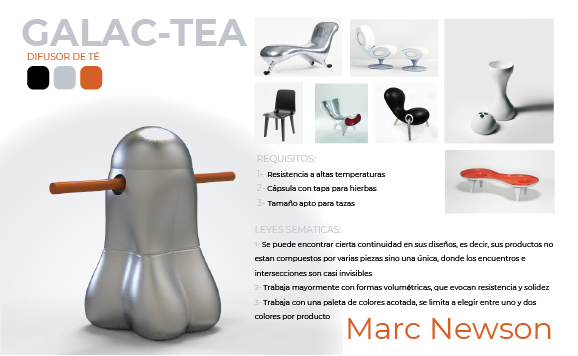 GALAC-TEA
DIFUSOR DE TÉ
REQUISITOS:
1- Resistencia a altas temperaturas
2- Cápsula con tapa para hierbas
3- Tamaño apto para tazas
LEYES SEMATICAS:
1- Se puede encontrar cierta continuidad en sus diseños, es decir, sus productos no
estan compuestos por varias piezas sino una única, donde los encuentros e
intersecciones son casi invisibles
2- Trabaja mayormente con formas volumétricas, que evocan resistencia y solidez
3- Trabaja con una paleta de colores acotada, se limita a elegir entre uno y dos
colores por producto
Marc Newson